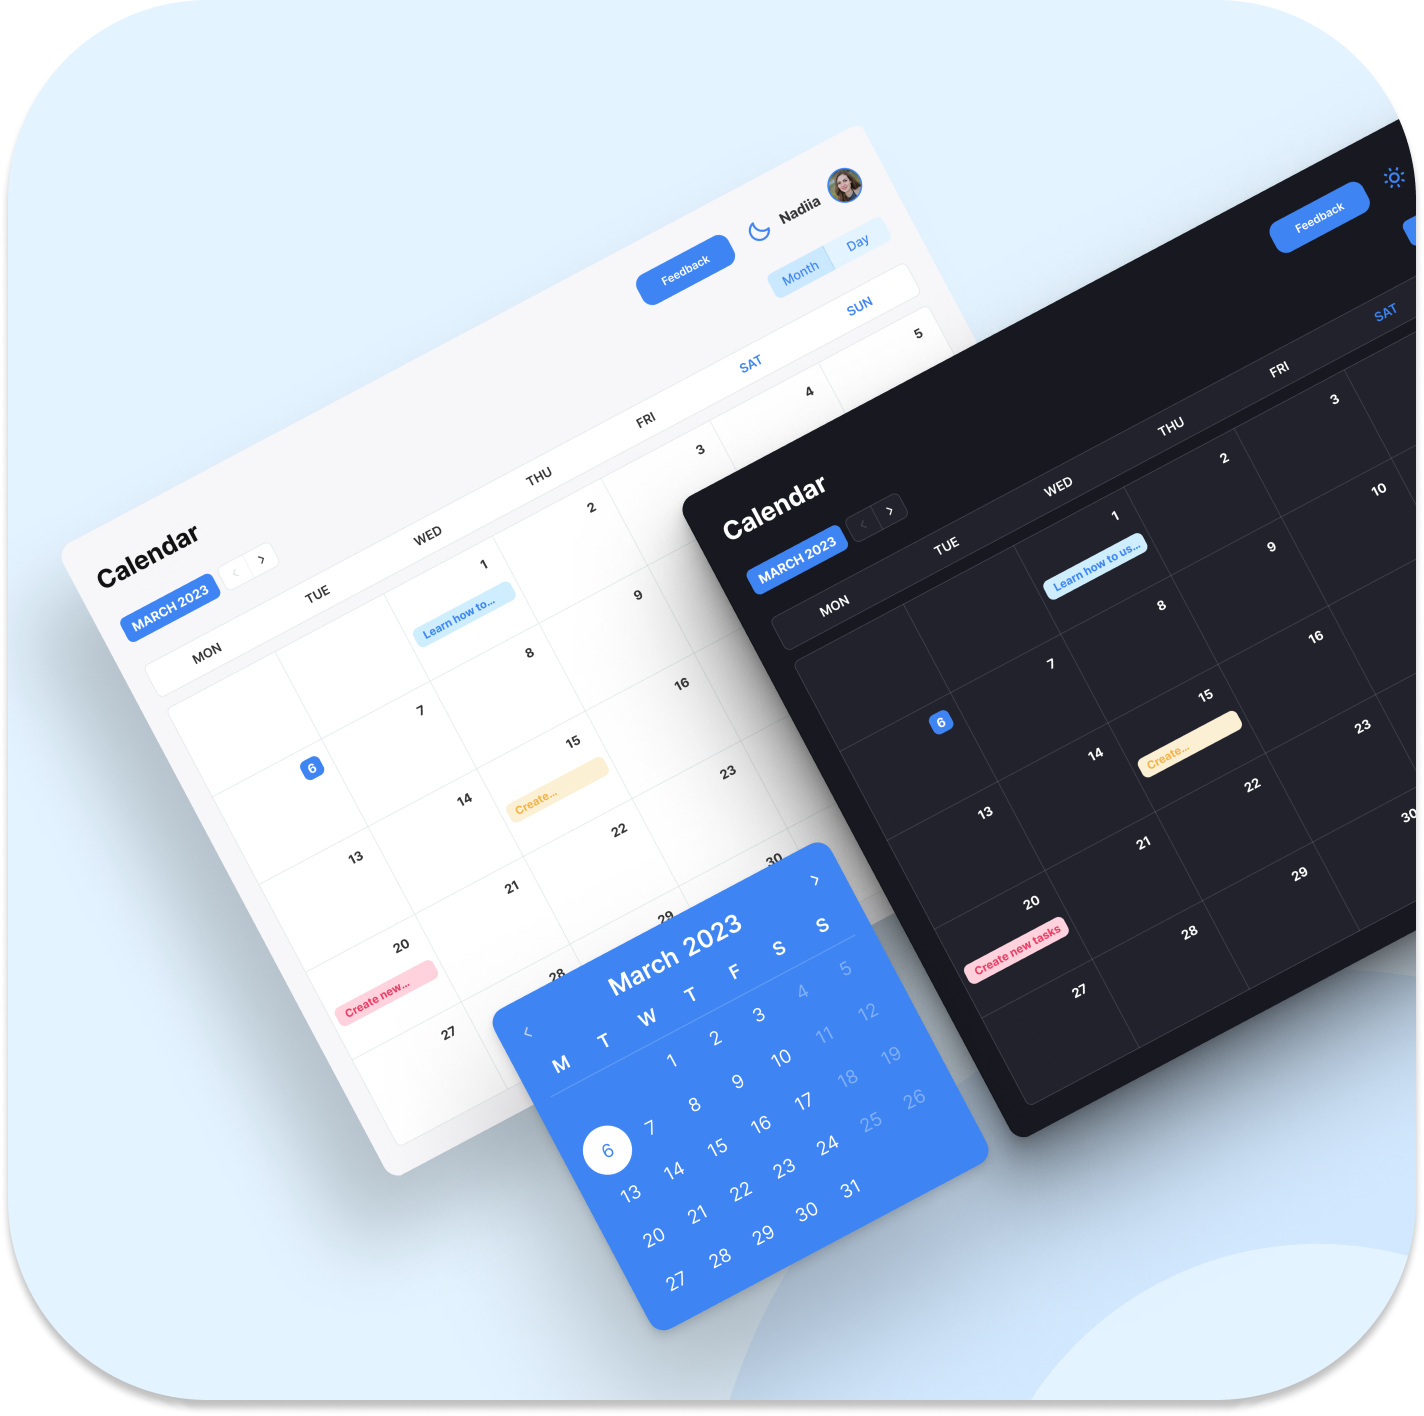 Nadiia
Feedback
Month
Day
Calendar
MARCH 2023
MON TUE WED THU FRI SAT SUN
1 2 3 4 5
Learn how to...
6 7 8 9
13 14 15 16
Create...
20 21 22 23
Create new...
27 28 29 30
Feedback
Calendar
MARCH 2023
MON TUE WED THU FRI SAT
1 2 3
Learn how to us...
6 7 8 9 10
13 14 15 16
Create...
20 21 22 23
Create new tasks
27 28 29 30
March 2023
M T W T F S S
1 2 3 4 5
6 7 8 9 10 11 12
13 14 15 16 17 18 19
20 21 22 23 24 25 26
27 28 29 30 31